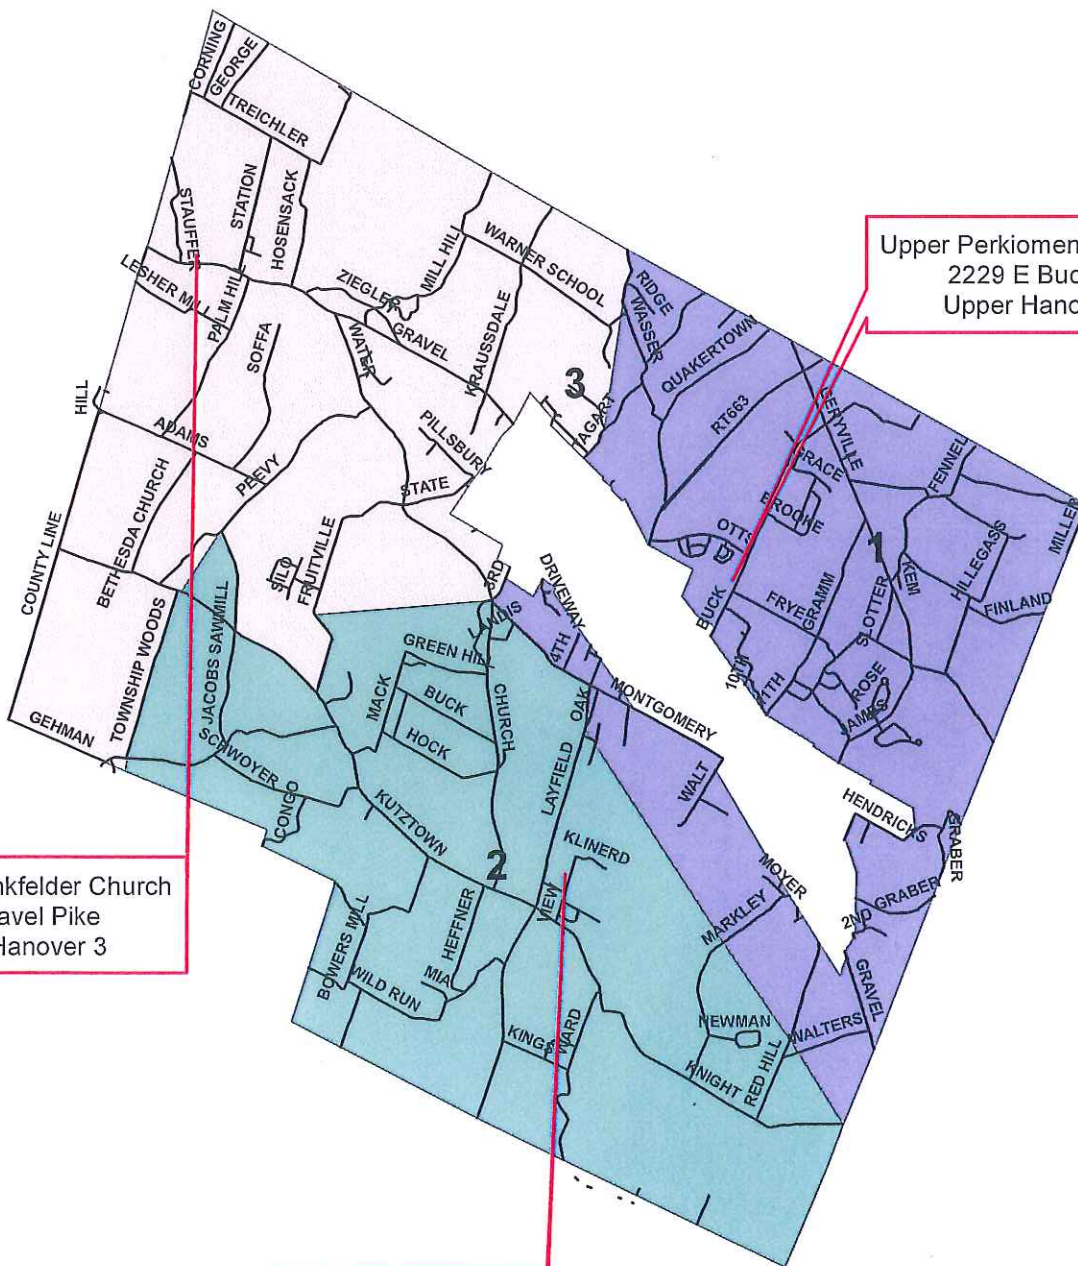 CORNING
GEORGE
TREICHLER
STAUFFER
STATION
HOSENSACK
LESHER MILL
PALM HILL
ZIEGLER
MILL HILL
WARNER SCHOOL
GRAVEL
KRAUSSDALE
WATER
SOFFA
HILL
ADAMS
PEEVY
PILLSBURY
STATE
3
HAGART
BETHESDA CHURCH
COUNTY LINE
SILO
FRUITVILLE
TOWNSHIP WOODS
GEHMAN
Upper Perkiomen
2229 E Buc
Upper Hano
RIDGE
WASSER
QUAKERTOWN
RT663
GERYVILLE
GRACE
BROOKE
FENNEL
MILLER
OTTS
1
KEM
HILLEGASS
BUCK
FRYE
GRAMM
SLOTTER
FINLAND
10TH
11TH
ROSE
JAMES
3RD
DRIVEWAY
LANDIS
4TH
MONTGOMERY
OAK
WALT
HENDRICKS
GRABER
MOYER
2ND GRABER
MARKLEY
GRAVEL
WALTERS
JACOBS SAWMILL
GREEN HILL
MACK
BUCK
HOCK
CHURCH
LAYFIELD
SCHWOYER
CONGO
KUTZTOWN
2
KLINERD
VIEW
HEFFNER
BOWERS MILL
MIA
WILD RUN
KINGS
WARD
NEWMAN
KNIGHT
RED HILL
nkfelder Church
avel Pike
Hanover 3